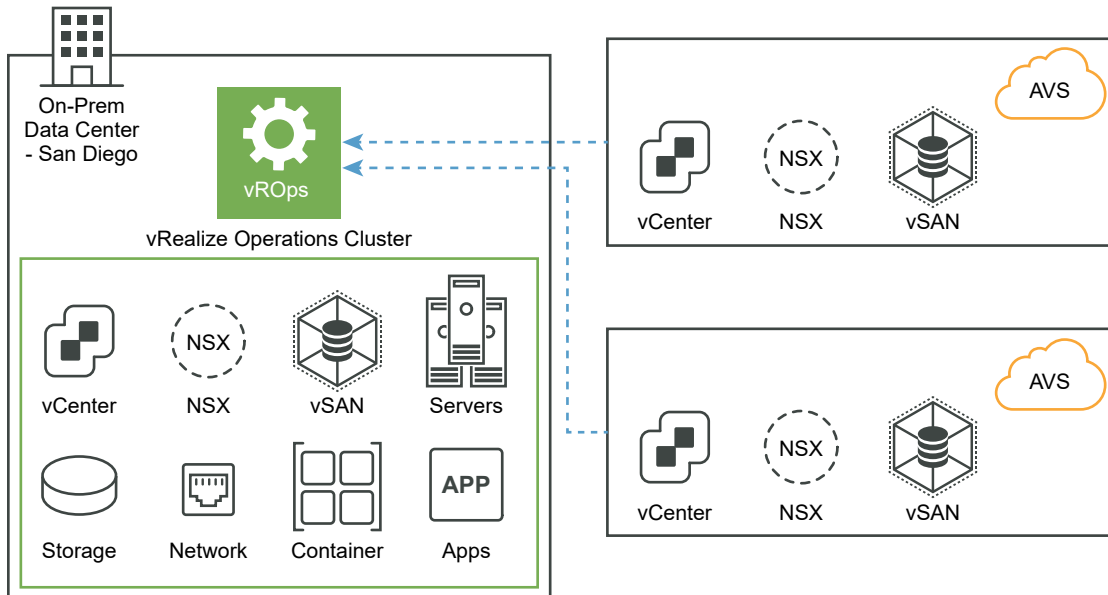 On-Prem
Data Center
- San Diego
vROps
vRealize Operations Cluster
vCenter
NSX
NSX
vSAN
Servers
Storage
Network
Container
APP
Apps
AVS
vCenter
NSX
NSX
vSAN
AVS
vCenter
NSX
NSX
vSAN